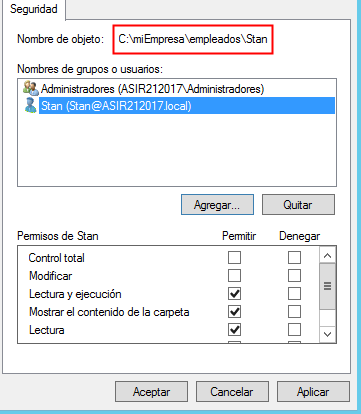 Seguridad
Nombre de objeto: C:\miEmpresa\empleados\Stan
Nombres de grupos o usuarios:
Administradores (ASIR212017\Administradores)
Stan (Stan@ASIR212017.local)
Agregar... Quitar
Permisos de Stan Permitir Denegar
Control total
Modificar
Lectura y ejecución
Mostrar el contenido de la carpeta
Lectura
Aceptar Cancelar Aplicar